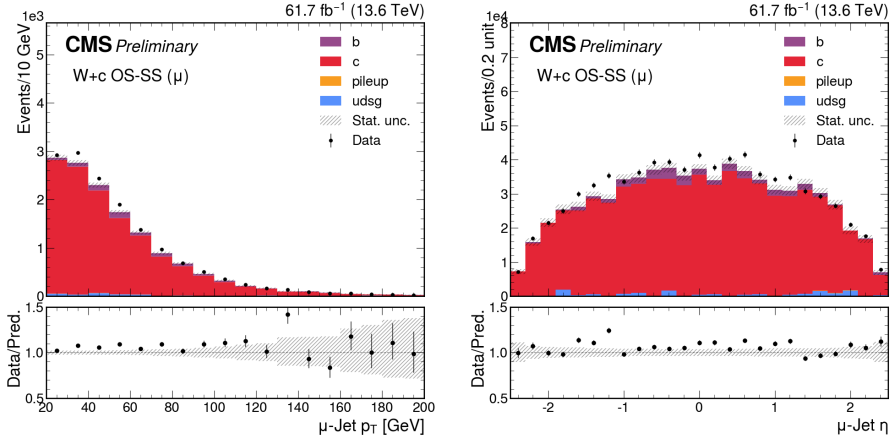 61.7 fb⁻¹ (13.6 TeV)
1e3
CMS Preliminary
W+c OS-SS (μ)
b
c
pileup
udsg
Stat. unc.
Data
Events/10 GeV
5
4
3
2
1
0
Data/Pred.
1.5
1.0
0.5
20 40 60 80 100 120 140 160 180 200
μ-Jet p_T [GeV]
61.7 fb⁻¹ (13.6 TeV)
1e4
CMS Preliminary
W+c OS-SS (μ)
b
c
pileup
udsg
Stat. unc.
Data
Events/0.2 unit
8
7
6
5
4
3
2
1
0
Data/Pred.
1.5
1.0
0.5
-2 -1 0 1 2
μ-Jet η